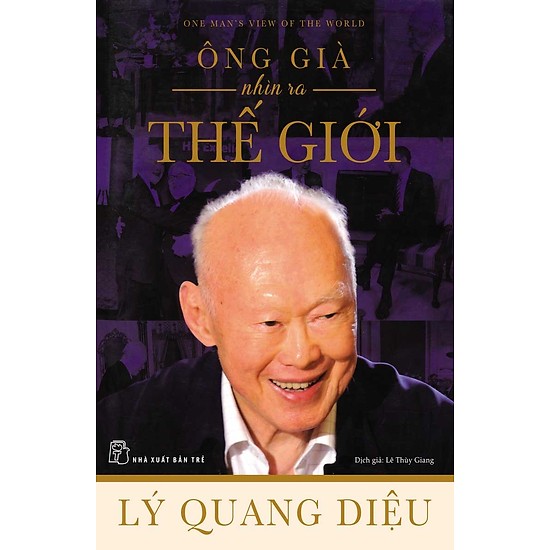 ONE MAN'S VIEW OF THE WORLD
ÔNG GIÀ
nhìn ra
THẾ GIỚI
NHÀ XUẤT BẢN TRẺ
Dịch giả: Lê Thùy Giang
LÝ QUANG DIỆU